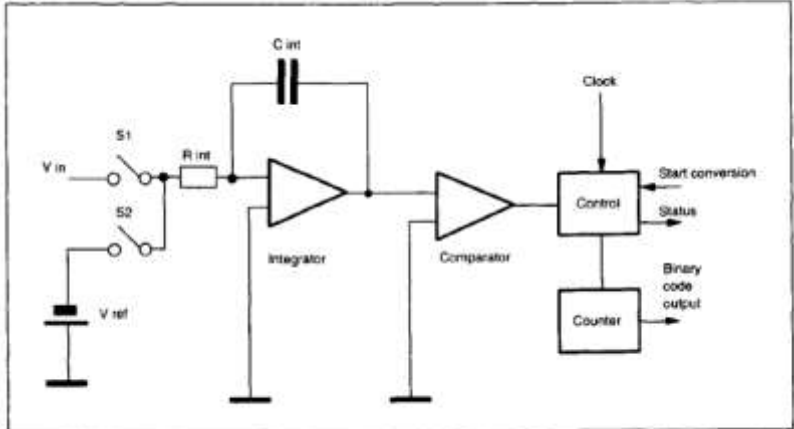 C int
Clock
S1
V in
R int
Start conversion
Control
Status
S2
Integrator
Comparator
Binary
code
output
V ref
Counter